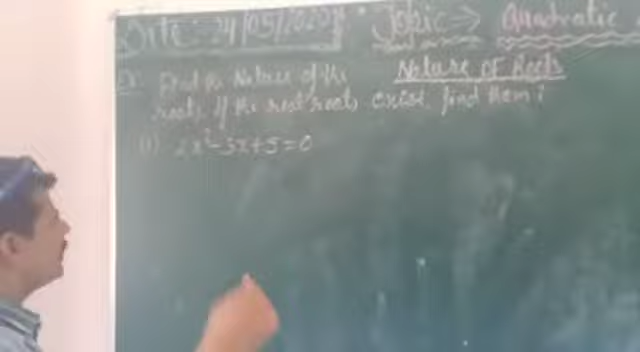 Date: 24/05/202 Topic → Quadratic
Nature of Roots
Find the Nature of the
roots, If the real roots exist find them:
(i) 2x²-3x+5=0